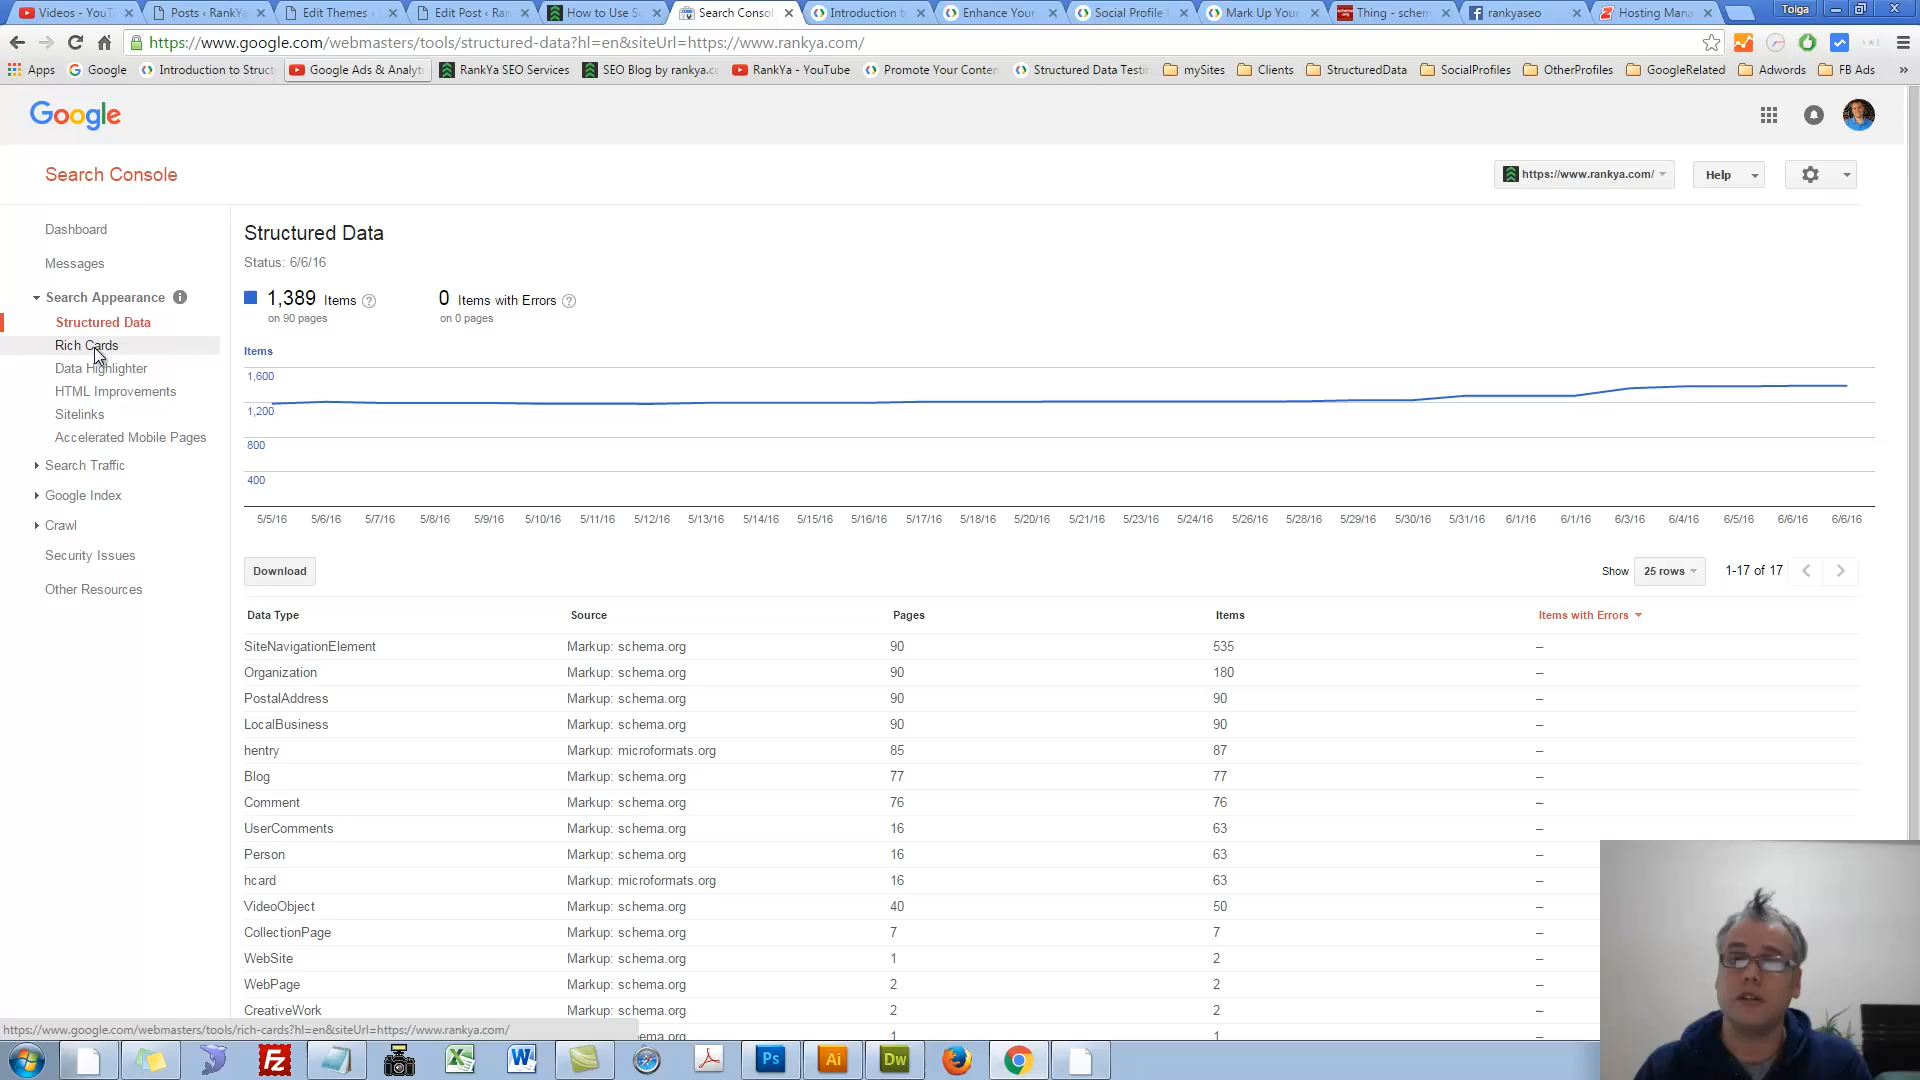 Videos - YouT
Posts ‹ RankY
Edit Themes ‹
Edit Post ‹ Ra
How to Use S
Search Consol
Introduction t
Enhance Your
Social Profile
Mark Up Your
Thing - schem
rankyaseo
Hosting Mana
Tolga
https://www.google.com/webmasters/tools/structured-data?hl=en&siteUrl=https://www.rankya.com/
Apps
Google
Introduction to Struct
Google Ads & Analyt
RankYa SEO Services
SEO Blog by rankya.co
RankYa - YouTube
Promote Your Conten
Structured Data Testin
mySites
Clients
StructuredData
SocialProfiles
OtherProfiles
GoogleRelated
Adwords
FB Ads
»
Google
Search Console
https://www.rankya.com/
Help
Dashboard
Messages
Search Appearance i
Structured Data
Rich Cards
Data Highlighter
HTML Improvements
Sitelinks
Accelerated Mobile Pages
Search Traffic
Google Index
Crawl
Security Issues
Other Resources
Structured Data
Status: 6/6/16
1,389 Items ?
on 90 pages
0 Items with Errors ?
on 0 pages
Items
1,600
1,200
800
400
5/5/16 5/6/16 5/7/16 5/8/16 5/9/16 5/10/16 5/11/16 5/12/16 5/13/16 5/14/16 5/15/16 5/16/16 5/17/16 5/18/16 5/20/16 5/21/16 5/23/16 5/24/16 5/26/16 5/28/16 5/29/16 5/30/16 5/31/16 6/1/16 6/1/16 6/3/16 6/4/16 6/5/16 6/6/16 6/6/16
Download
Show 25 rows 1-17 of 17
Data Type Source Pages Items Items with Errors
SiteNavigationElement Markup: schema.org 90 535 –
Organization Markup: schema.org 90 180 –
PostalAddress Markup: schema.org 90 90 –
LocalBusiness Markup: schema.org 90 90 –
hentry Markup: microformats.org 85 87 –
Blog Markup: schema.org 77 77 –
Comment Markup: schema.org 76 76 –
UserComments Markup: schema.org 16 63 –
Person Markup: schema.org 16 63 –
hcard Markup: microformats.org 16 63 –
VideoObject Markup: schema.org 40 50 –
CollectionPage Markup: schema.org 7 7 –
WebSite Markup: schema.org 1 2 –
WebPage Markup: schema.org 2 2 –
CreativeWork Markup: schema.org 2 2 –
ema.org 1 1 –
https://www.google.com/webmasters/tools/rich-cards?hl=en&siteUrl=https://www.rankya.com/
Fz
Ps
Ai
Dw